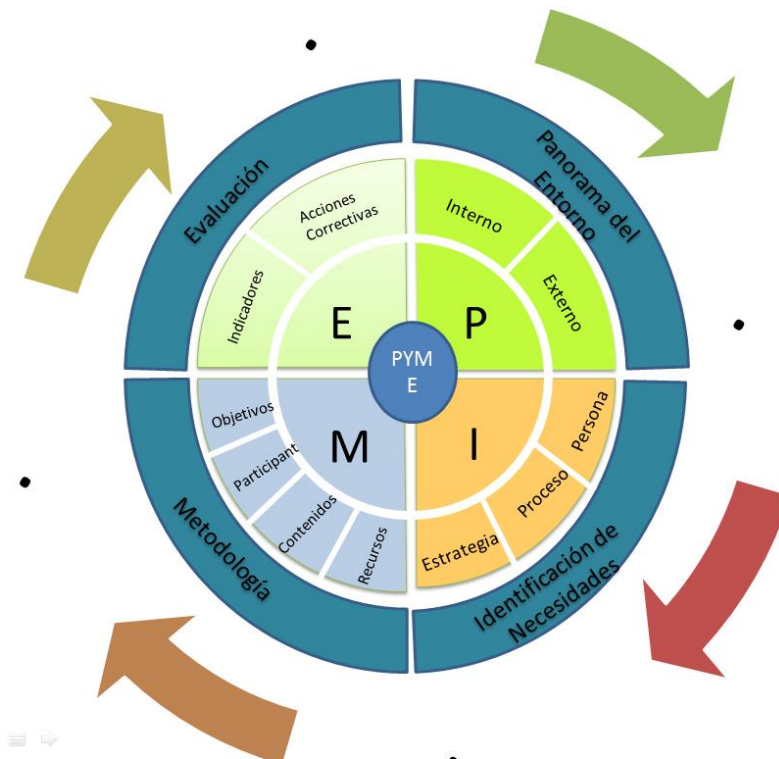 Panorama del
Entorno
Interno
Externo
P
Identificación de
Necesidades
Persona
Proceso
Estrategia
I
Metodología
Objetivos
Participant
Contenidos
Recursos
M
Evaluación
Indicadores
Acciones
Correctivas
E
PYM
E